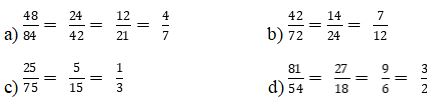 a) 48/84 = 24/42 = 12/21 = 4/7 b) 42/72 = 14/24 = 7/12
c) 25/75 = 5/15 = 1/3 d) 81/54 = 27/18 = 9/6 = 3/2